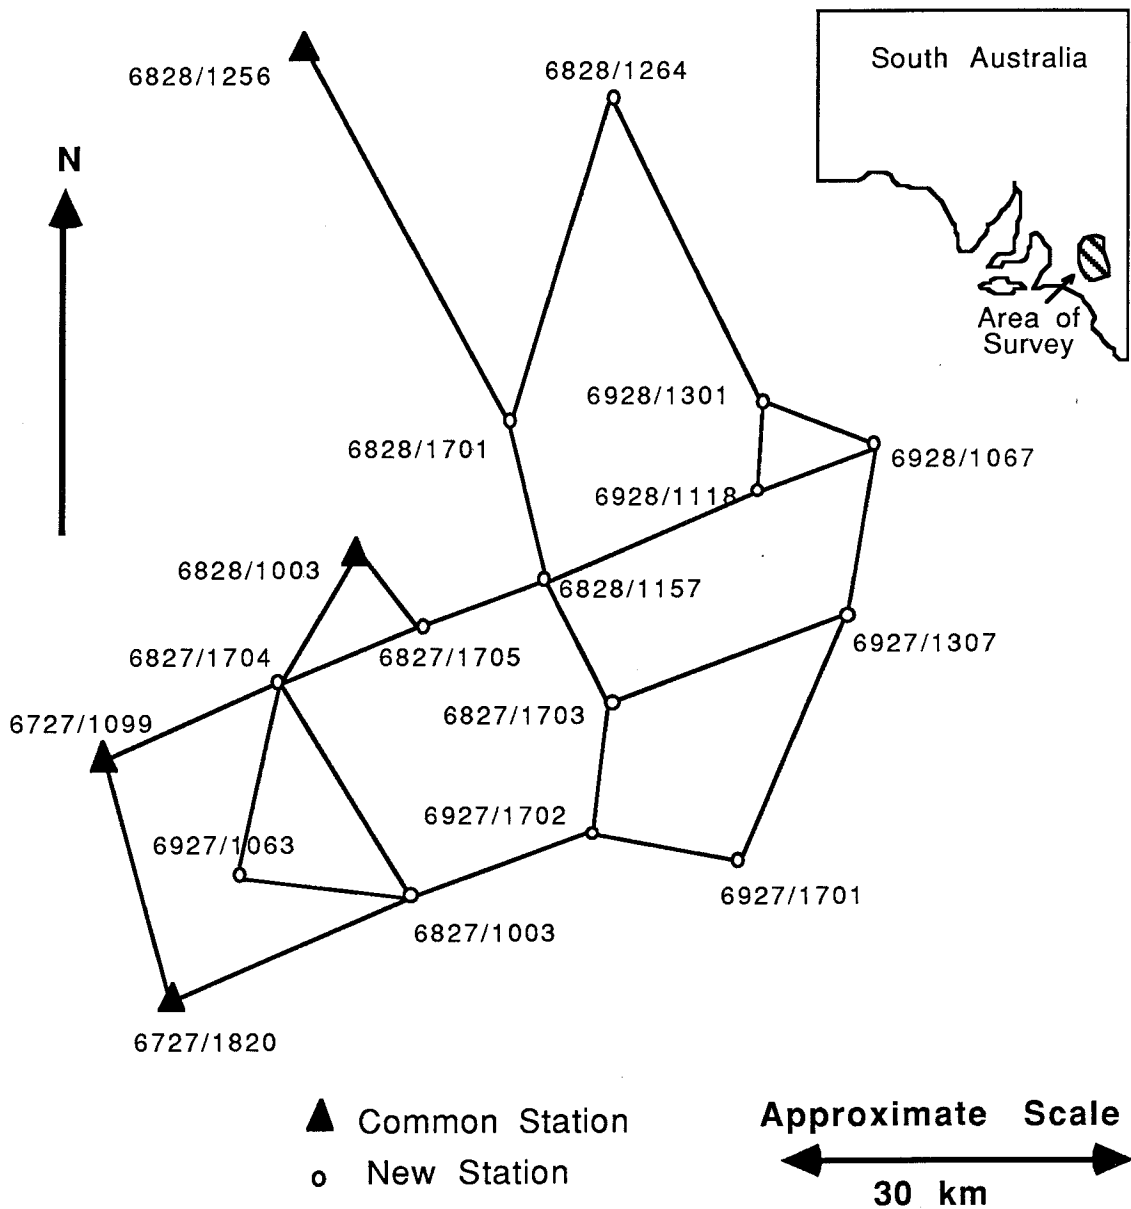 6828/1256
6828/1264
South Australia
N
Area of
Survey
6928/1301
6828/1701
6928/1067
6928/1118
6828/1003
6828/1157
6827/1704
6827/1705
6927/1307
6727/1099
6827/1703
6927/1702
6927/1063
6927/1701
6827/1003
6727/1820
Common Station
New Station
Approximate Scale
30 km